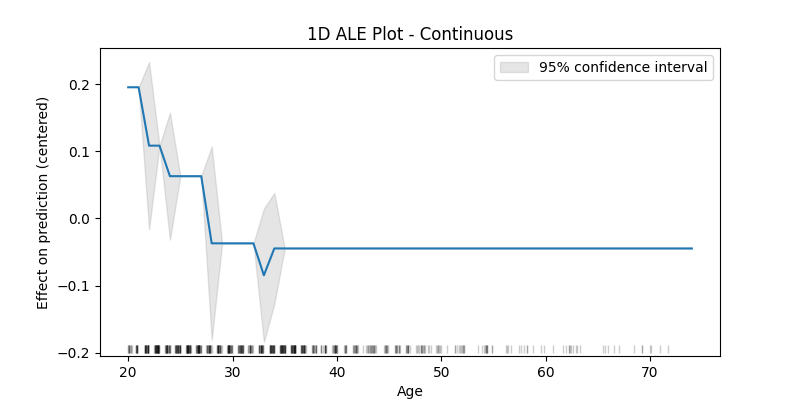 1D ALE Plot - Continuous
95% confidence interval
Effect on prediction (centered)
0.2
0.1
0.0
−0.1
−0.2
20 30 40 50 60 70
Age